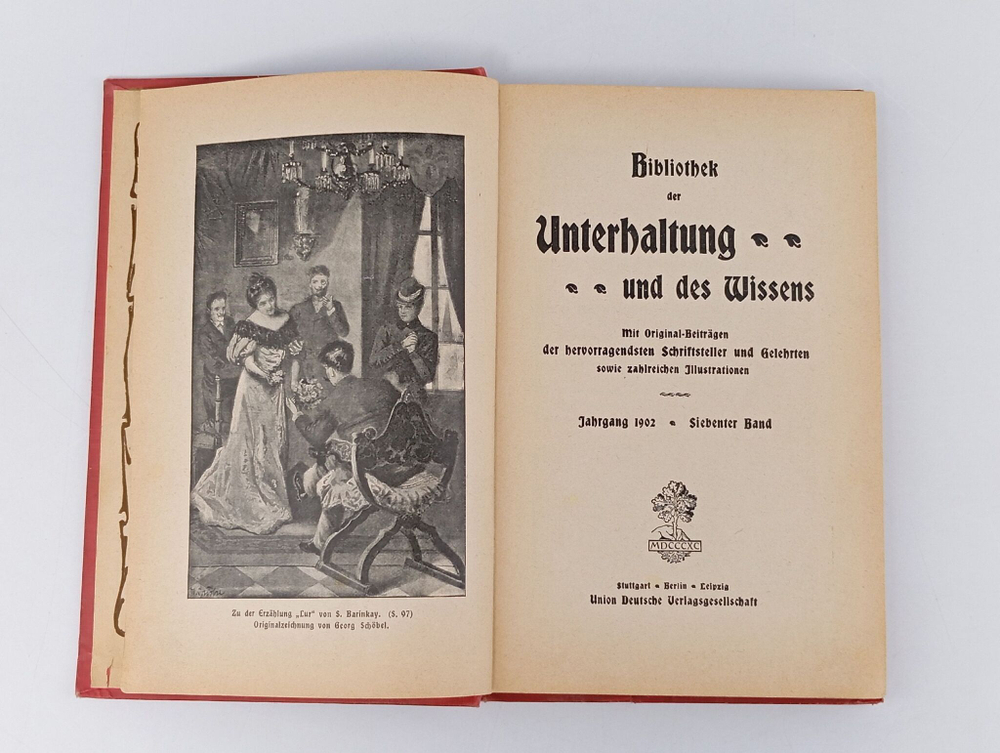 Zu der Erzählung „Lux“ von S. Barinkay. (S. 97)
Originalzeichnung von Georg Schöbel.
Bibliothek
der
Unterhaltung
und des Wissens
Mit Original-Beiträgen
der hervorragendsten Schriftsteller und Gelehrten
sowie zahlreichen Illustrationen
Jahrgang 1902 • Siebenter Band
MDCCCXC
Stuttgart • Berlin • Leipzig
Union Deutsche Verlagsgesellschaft